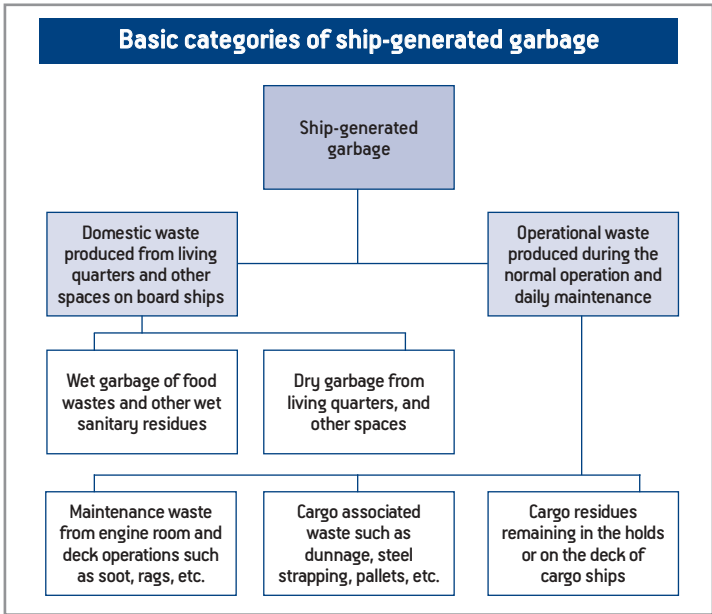 Basic categories of ship-generated garbage
Ship-generated
garbage
Domestic waste
produced from living
quarters and other
spaces on board ships
Operational waste
produced during the
normal operation and
daily maintenance
Wet garbage of food
wastes and other wet
sanitary residues
Dry garbage from
living quarters, and
other spaces
Maintenance waste
from engine room and
deck operations such
as soot, rags, etc.
Cargo associated
waste such as
dunnage, steel
strapping, pallets, etc.
Cargo residues
remaining in the holds
or on the deck of
cargo ships